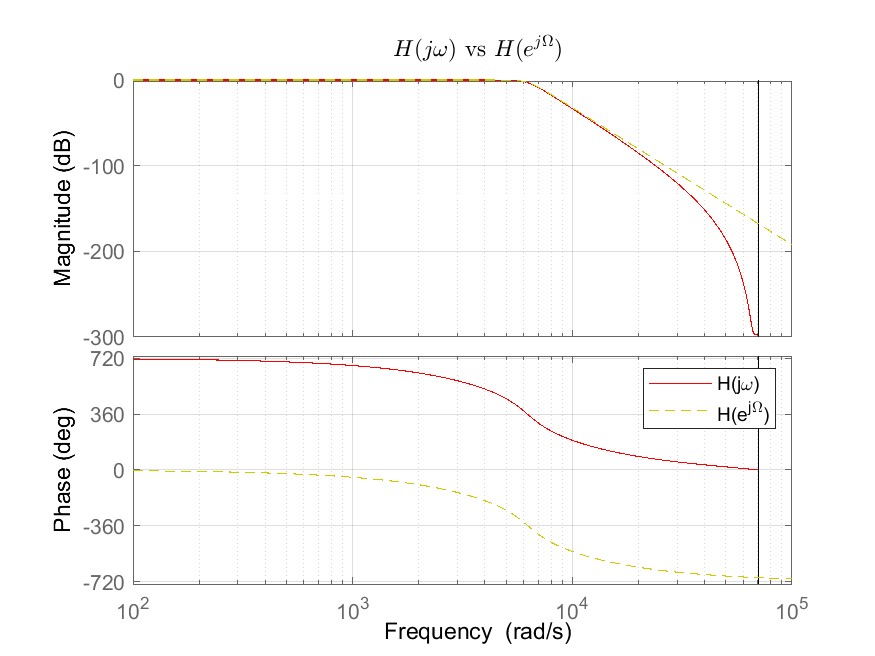 H(jω) vs H(e^{jΩ})
0
-100
-200
-300
Magnitude (dB)
720
360
0
-360
-720
Phase (deg)
H(jω)
H(e^{jΩ})
10^2 10^3 10^4 10^5
Frequency (rad/s)